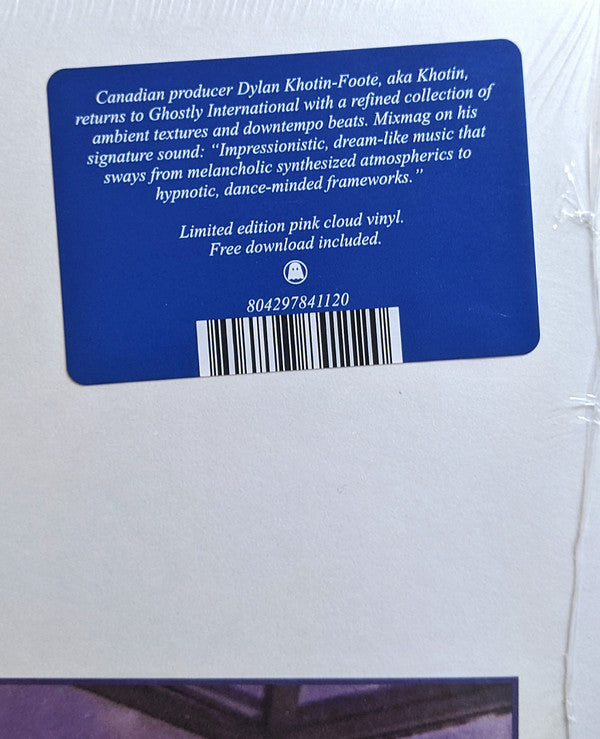 Canadian producer Dylan Khotin-Foote, aka Khotin,
returns to Ghostly International with a refined collection of
ambient textures and downtempo beats. Mixmag on his
signature sound: “Impressionistic, dream-like music that
sways from melancholic synthesized atmospherics to
hypnotic, dance-minded frameworks.”
Limited edition pink cloud vinyl.
Free download included.
804297841120